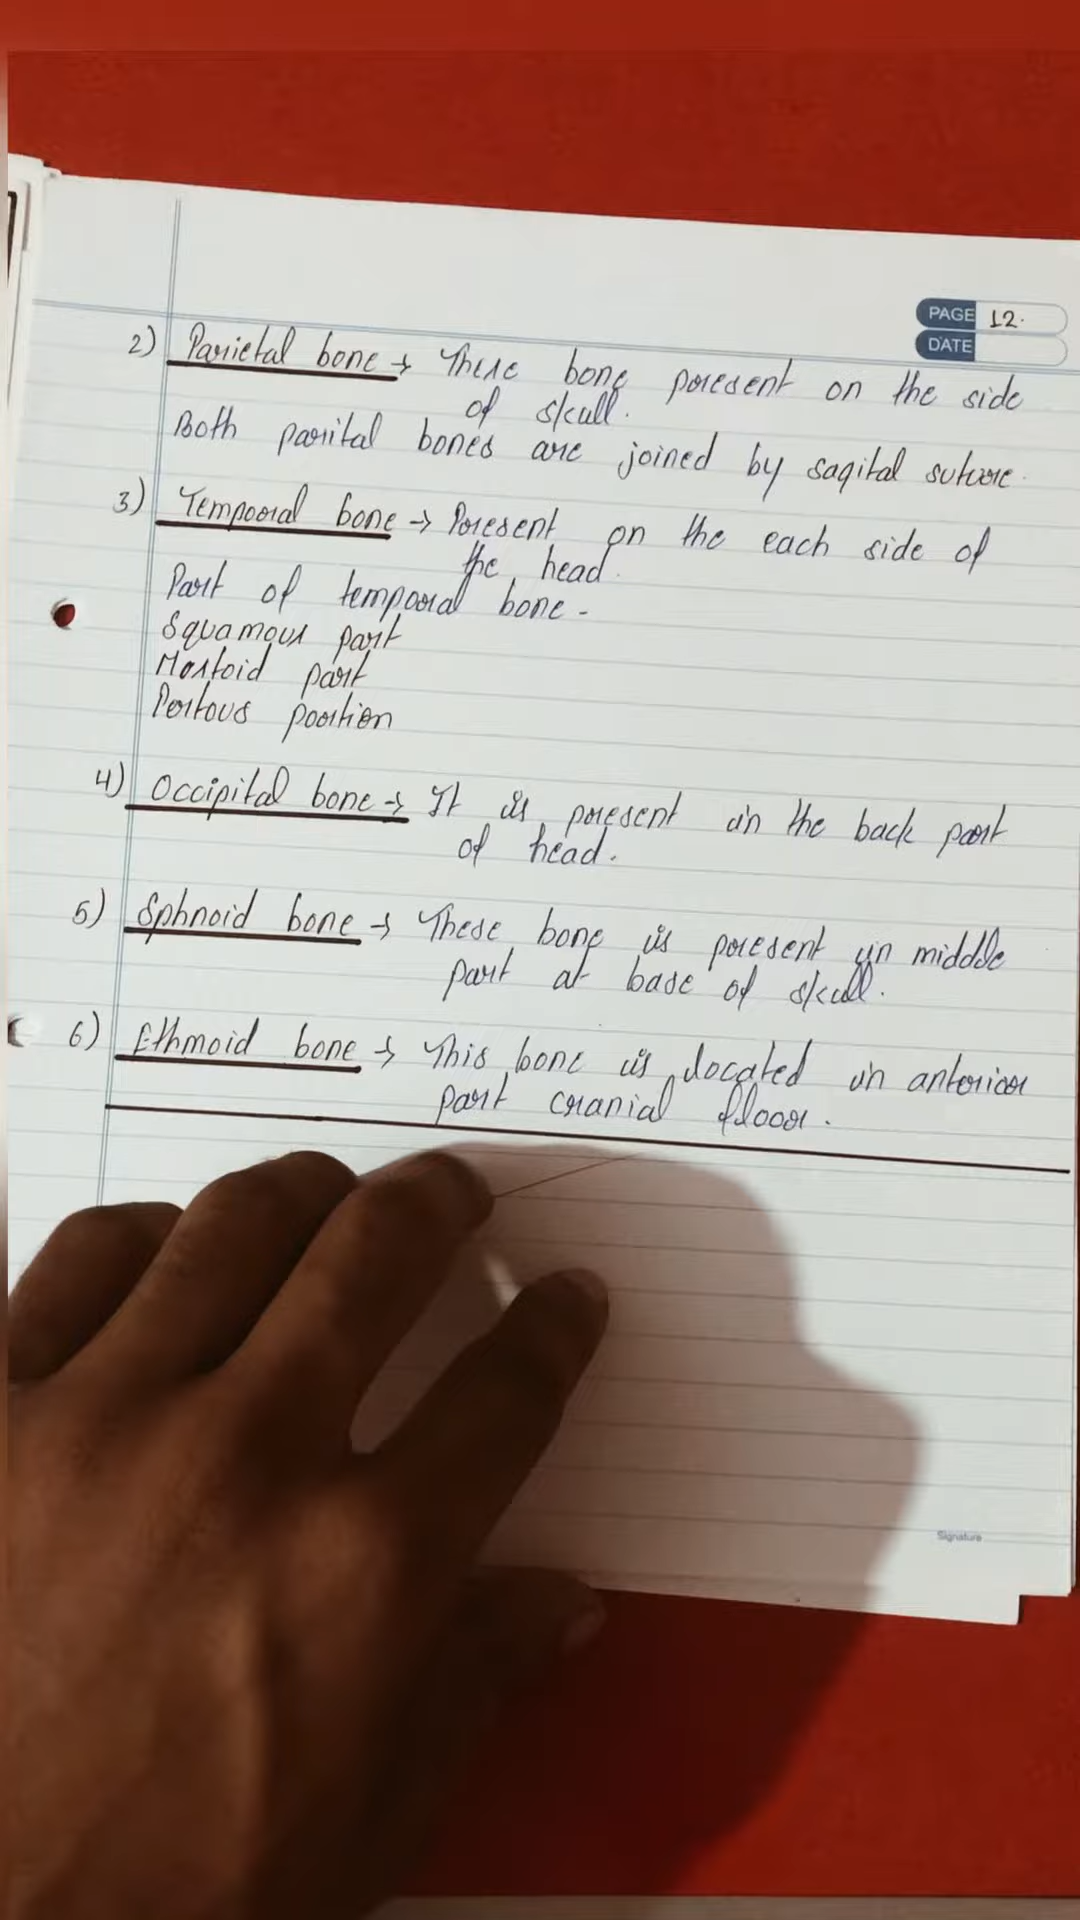 PAGE 12.
DATE
2) Parietal bone → These bone present on the side
of skull.
Both parital bones are joined by sagital suture.
3) Temporal bone → Present on the each side of
the head.
Part of temporal bone -
Squamous part
Mastoid part
Pertous portion
4) Occipital bone → It is present in the back part
of head.
5) Sphnoid bone → These bone is present in middle
part at base of skull.
6) Ethmoid bone → This bone is located in anterior
part cranial floor.
Signature